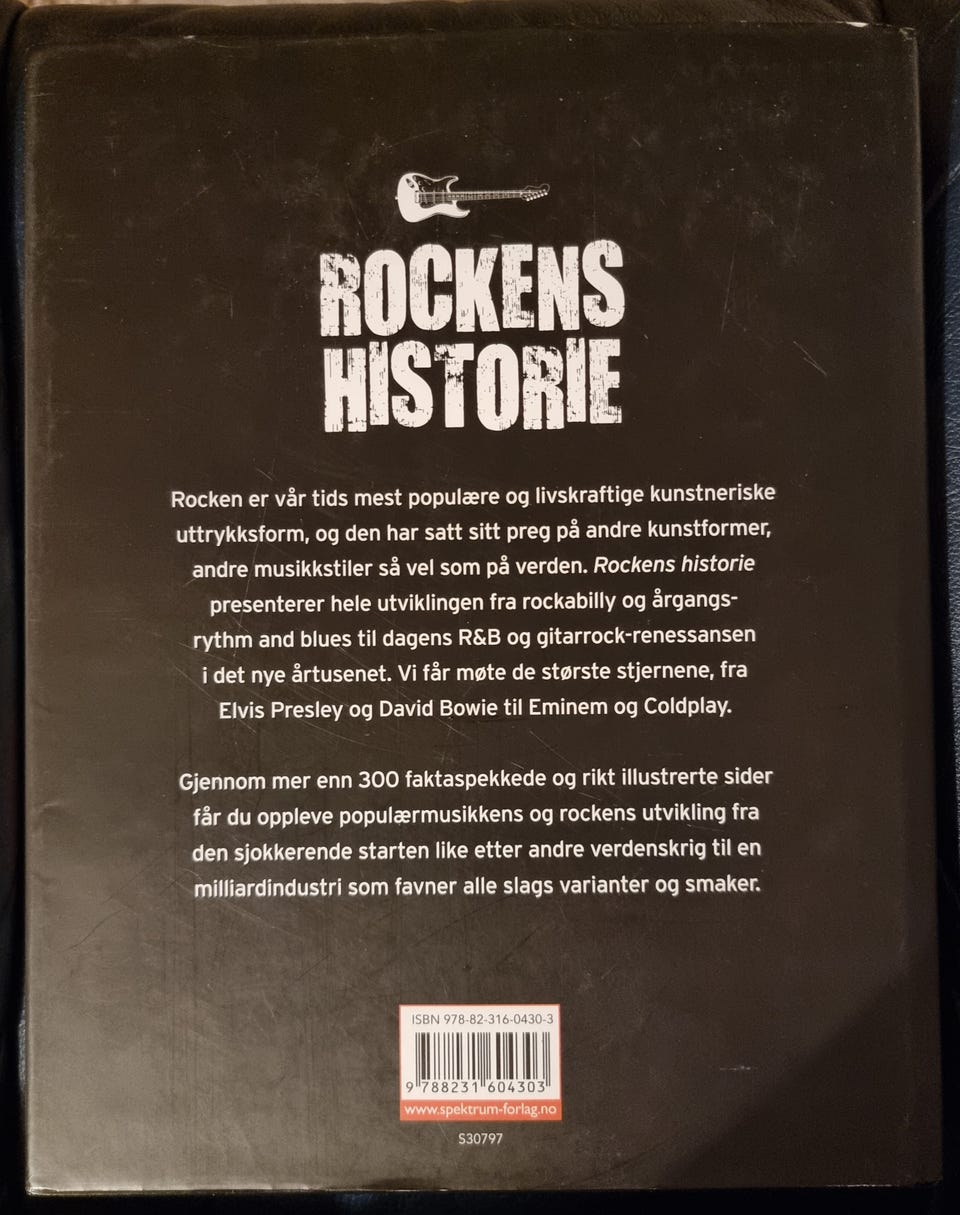 ROCKENS
HISTORIE
Rocken er vår tids mest populære og livskraftige kunstneriske
uttrykksform, og den har satt sitt preg på andre kunstformer,
andre musikkstiler så vel som på verden. Rockens historie
presenterer hele utviklingen fra rockabilly og årgangs-
rythm and blues til dagens R&B og gitarrock-renessansen
i det nye årtusenet. Vi får møte de største stjernene, fra
Elvis Presley og David Bowie til Eminem og Coldplay.
Gjennom mer enn 300 faktaspekkede og rikt illustrerte sider
får du oppleve populærmusikkens og rockens utvikling fra
den sjokkerende starten like etter andre verdenskrig til en
milliardindustri som favner alle slags varianter og smaker.
ISBN 978-82-316-0430-3
9 788231 604303
www.spektrum-forlag.no
S30797